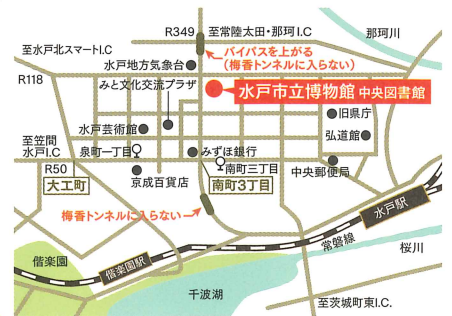 R349
至常陸太田・那珂I.C
那珂川
至水戸北スマートI.C
バイパスを上がる
(梅香トンネルに入らない)
水戸地方気象台
R118
みと文化交流プラザ
水戸市立博物館 中央図書館
旧県庁
水戸芸術館
弘道館
至笠間
水戸I.C
泉町一丁目
みずほ銀行
南町三丁目
中央郵便局
R50
大工町
京成百貨店
南町3丁目
梅香トンネルに入らない
水戸駅
常磐線
桜川
偕楽園
偕楽園駅
千波湖
至茨城町東I.C.